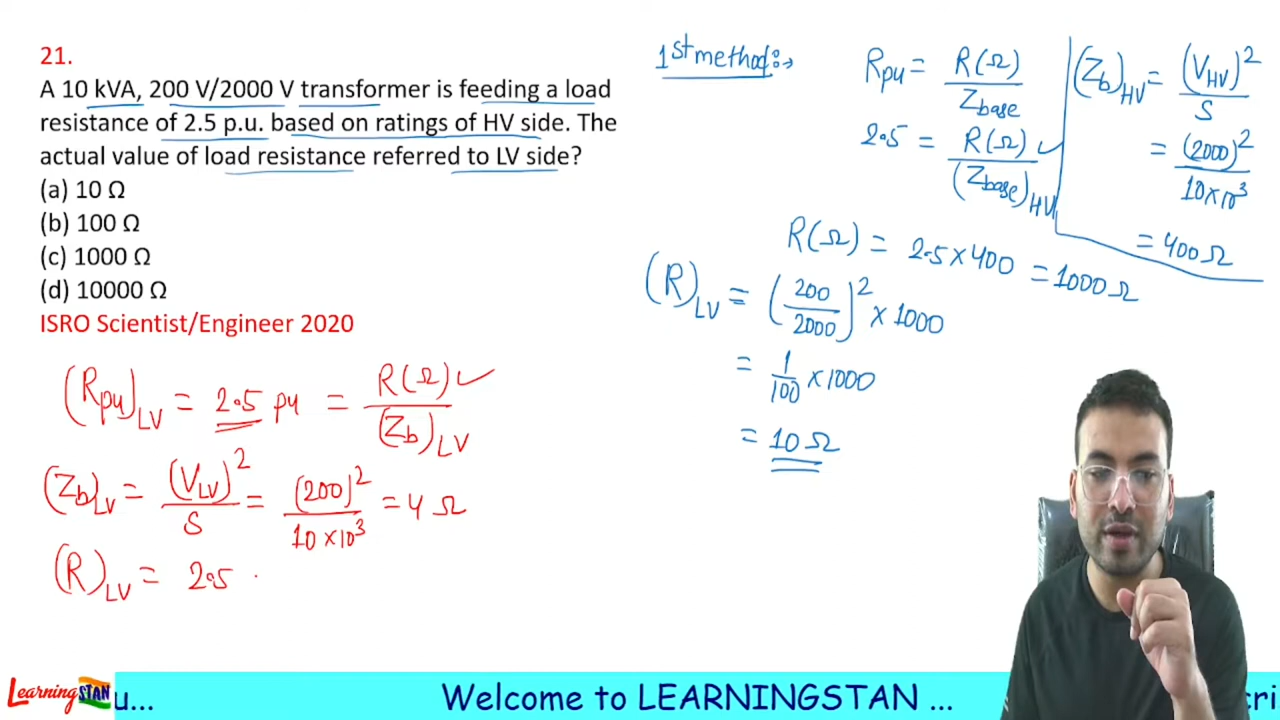 21.
A 10 kVA, 200 V/2000 V transformer is feeding a load
resistance of 2.5 p.u. based on ratings of HV side. The
actual value of load resistance referred to LV side?
(a) 10 Ω
(b) 100 Ω
(c) 1000 Ω
(d) 10000 Ω
ISRO Scientist/Engineer 2020
(Rpu)LV = 2.5 pu = R(Ω) / (Zb)LV
(Zb)LV = (VLV)² / S = (200)² / 10×10³ = 4 Ω
(R)LV = 2.5
1st method:→
Rpu = R(Ω) / Zbase
2.5 = R(Ω) / (Zbase)HV
(Zb)HV = (VHV)² / S
= (2000)² / 10×10³
= 400Ω
R(Ω) = 2.5×400 = 1000Ω
(R)LV = (200 / 2000)² × 1000
= 1/100 × 1000
= 10Ω
LearningSTAN
u... Welcome to LEARNINGSTAN ... cri